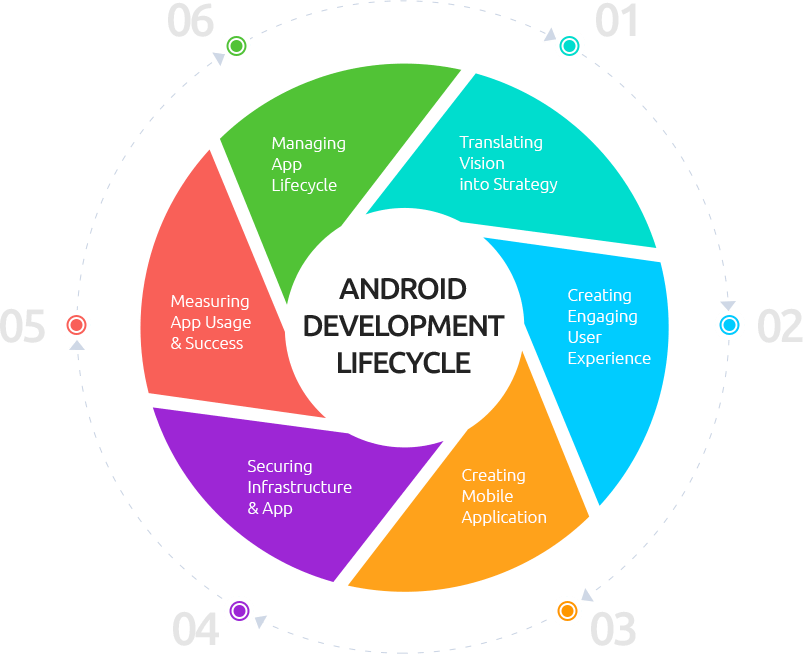 06
01
Managing
App
Lifecycle
Translating
Vision
into Strategy
ANDROID
DEVELOPMENT
LIFECYCLE
Creating
Engaging
User
Experience
02
05
Measuring
App Usage
& Success
Securing
Infrastructure
& App
Creating
Mobile
Application
04
03